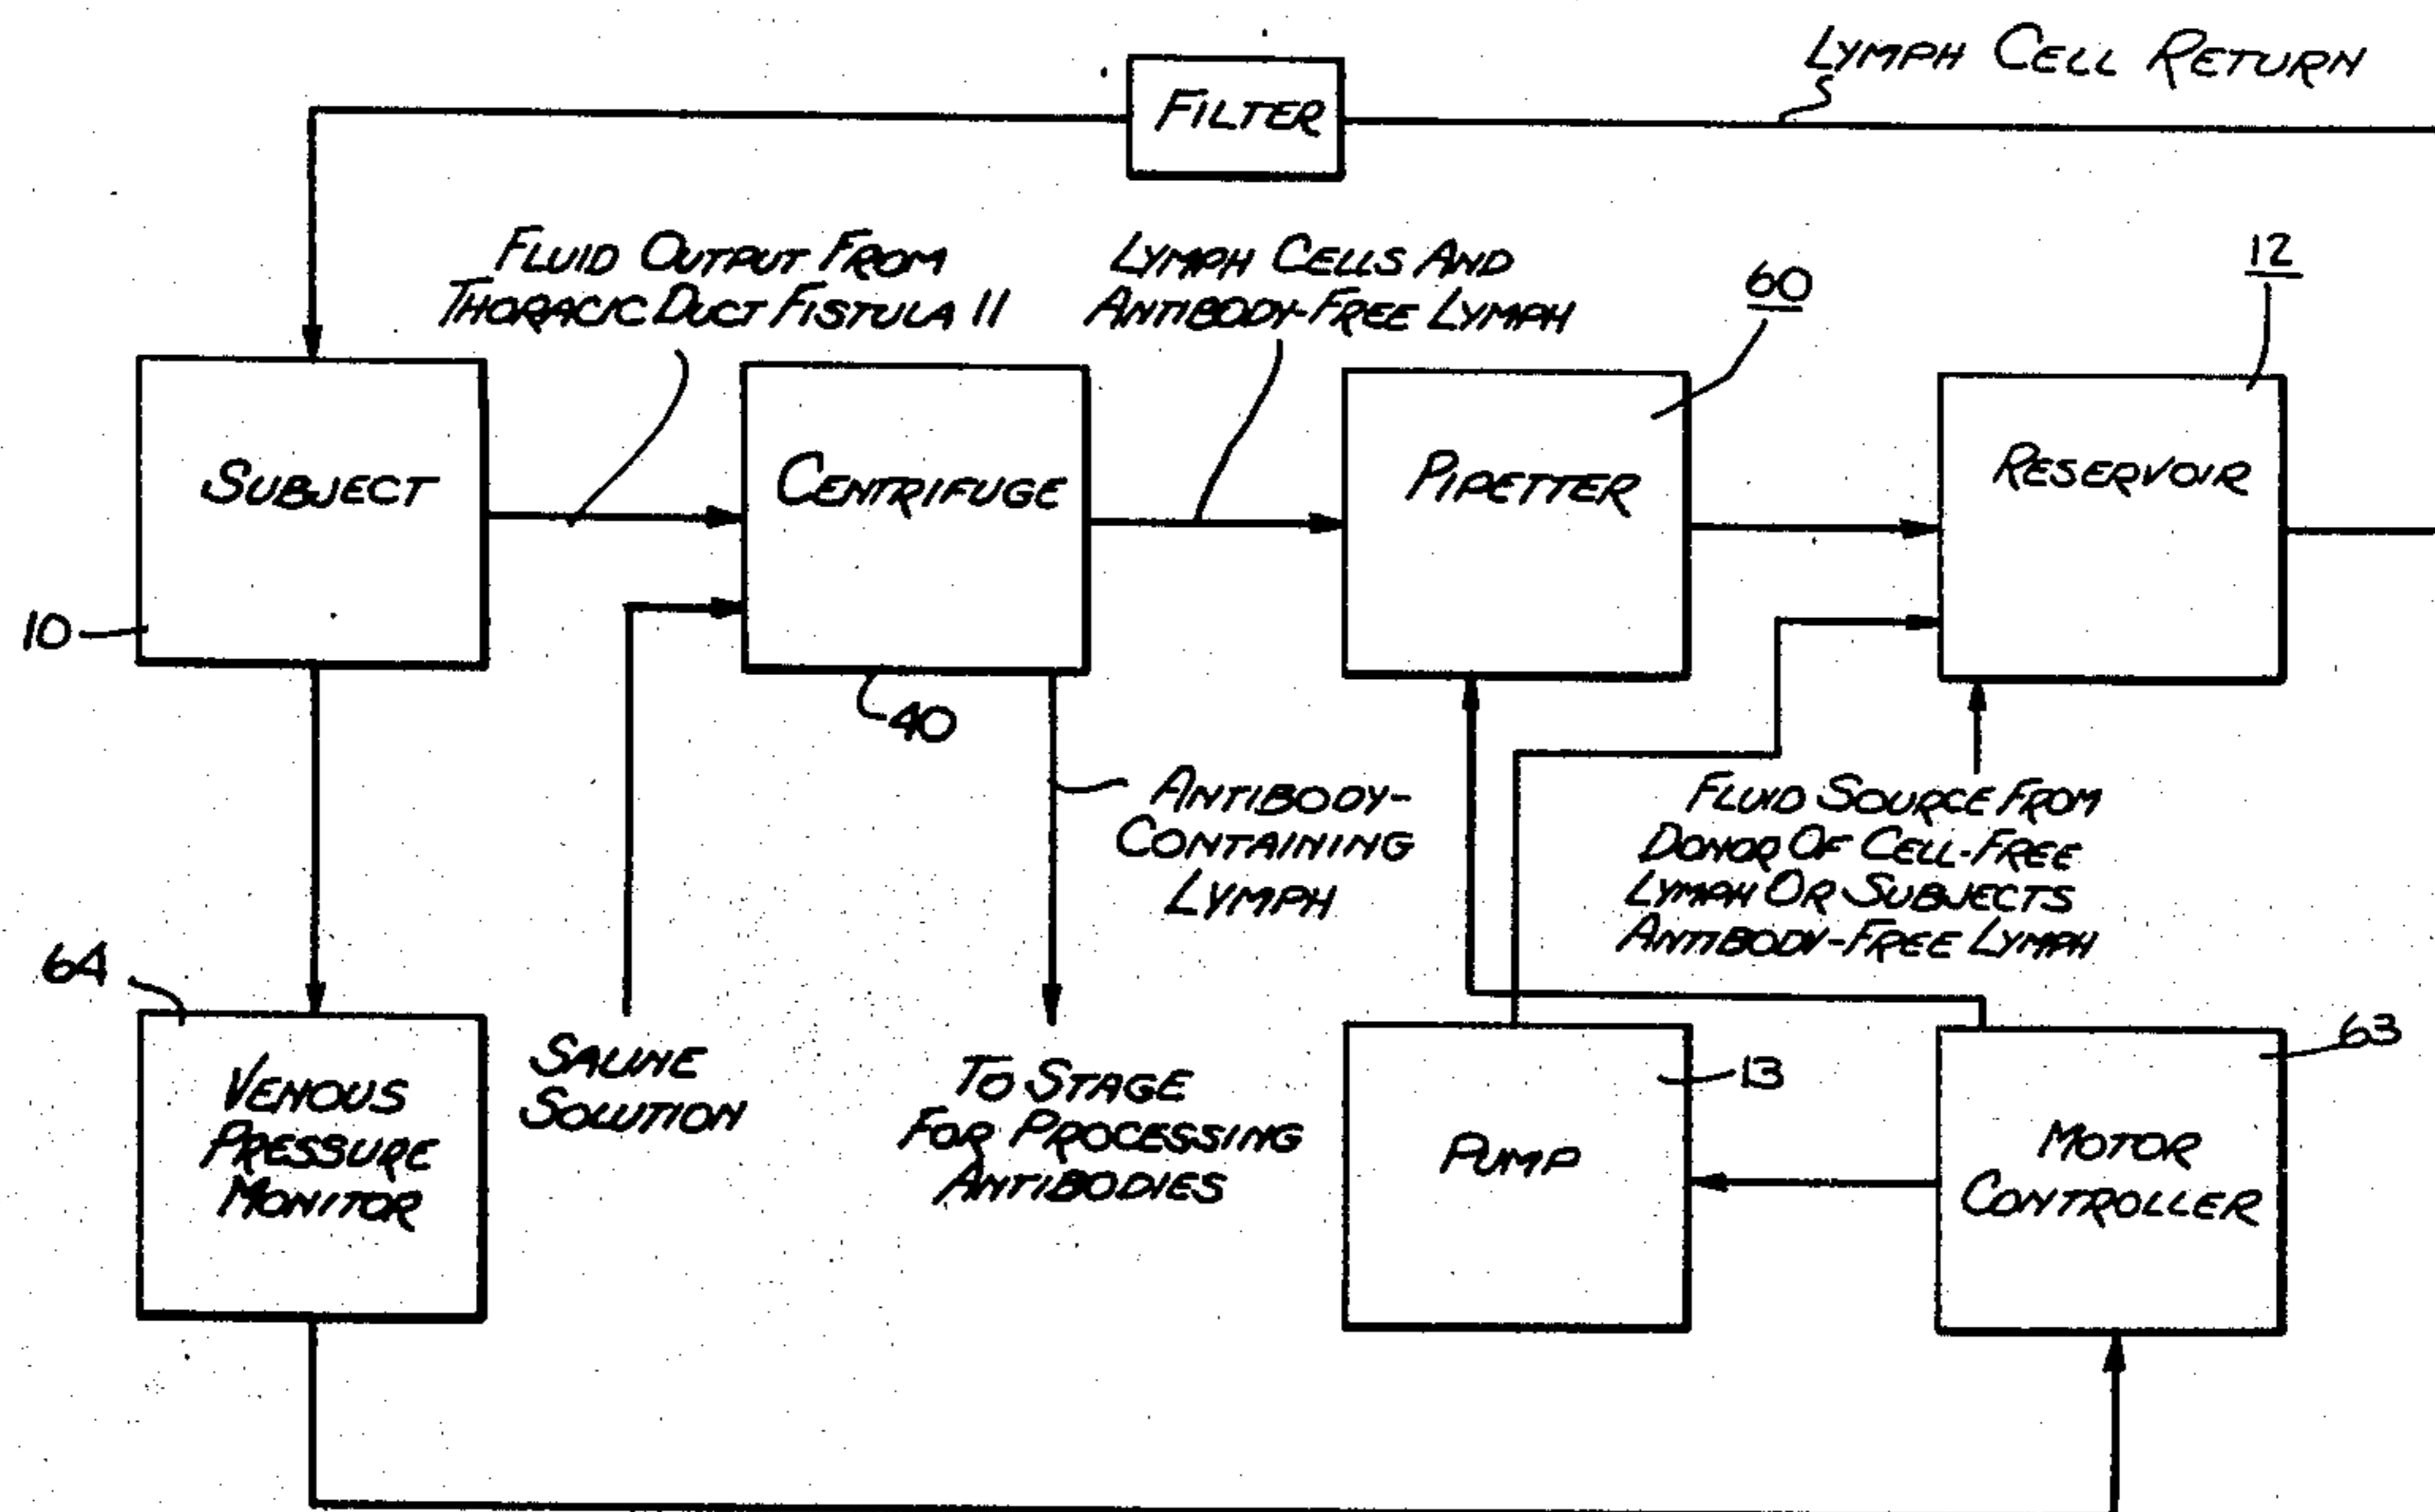 LYMPH CELL RETURN
FILTER
FLUID OUTPUT FROM
THORACIC DUCT FISTULA 11
LYMPH CELLS AND
ANTIBODY-FREE LYMPH
60
12
SUBJECT
CENTRIFUGE
PIPETTER
RESERVOIR
10
40
ANTIBODY-
CONTAINING
LYMPH
FLUID SOURCE FROM
DONOR OF CELL-FREE
LYMPH OR SUBJECTS
ANTIBODY-FREE LYMPH
64
VENOUS
PRESSURE
MONITOR
SALINE
SOLUTION
TO STAGE
FOR PROCESSING
ANTIBODIES
13
PUMP
63
MOTOR
CONTROLLER